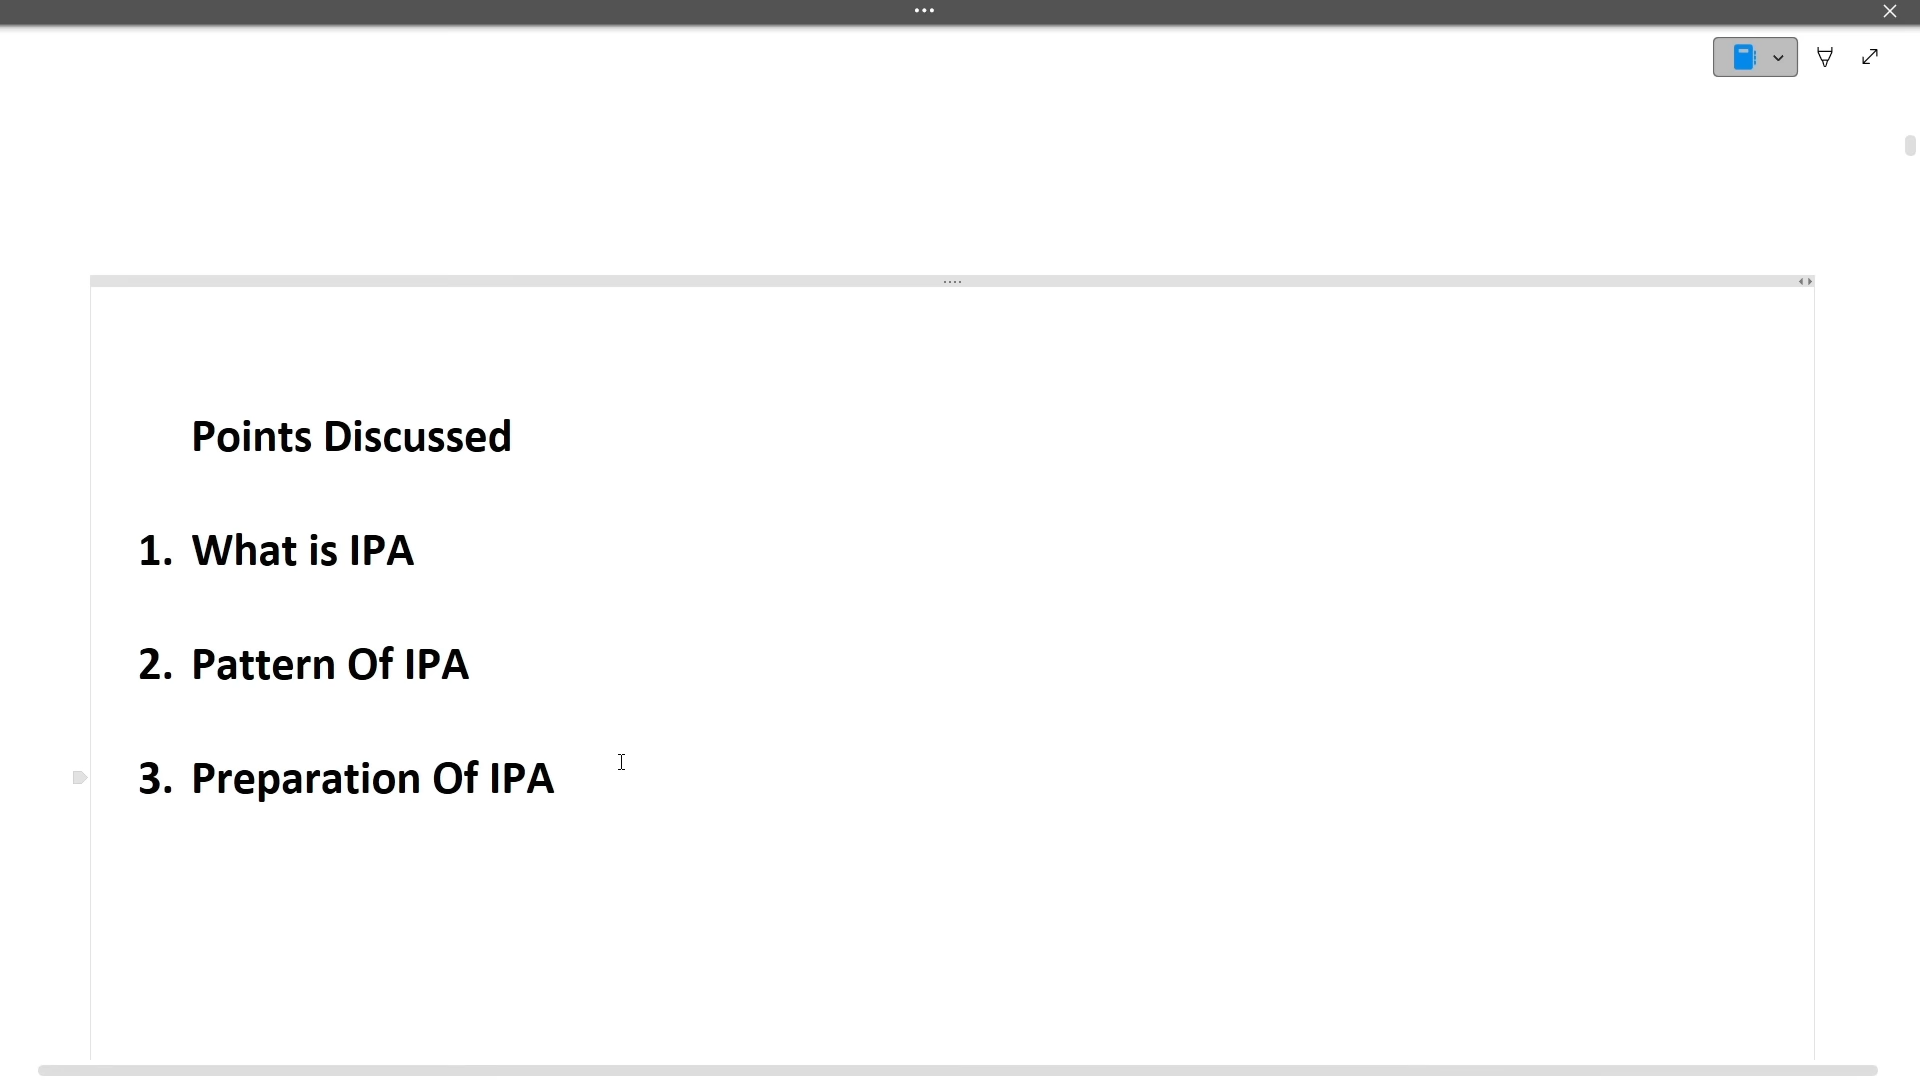 Points Discussed
1. What is IPA
2. Pattern Of IPA
3. Preparation Of IPA